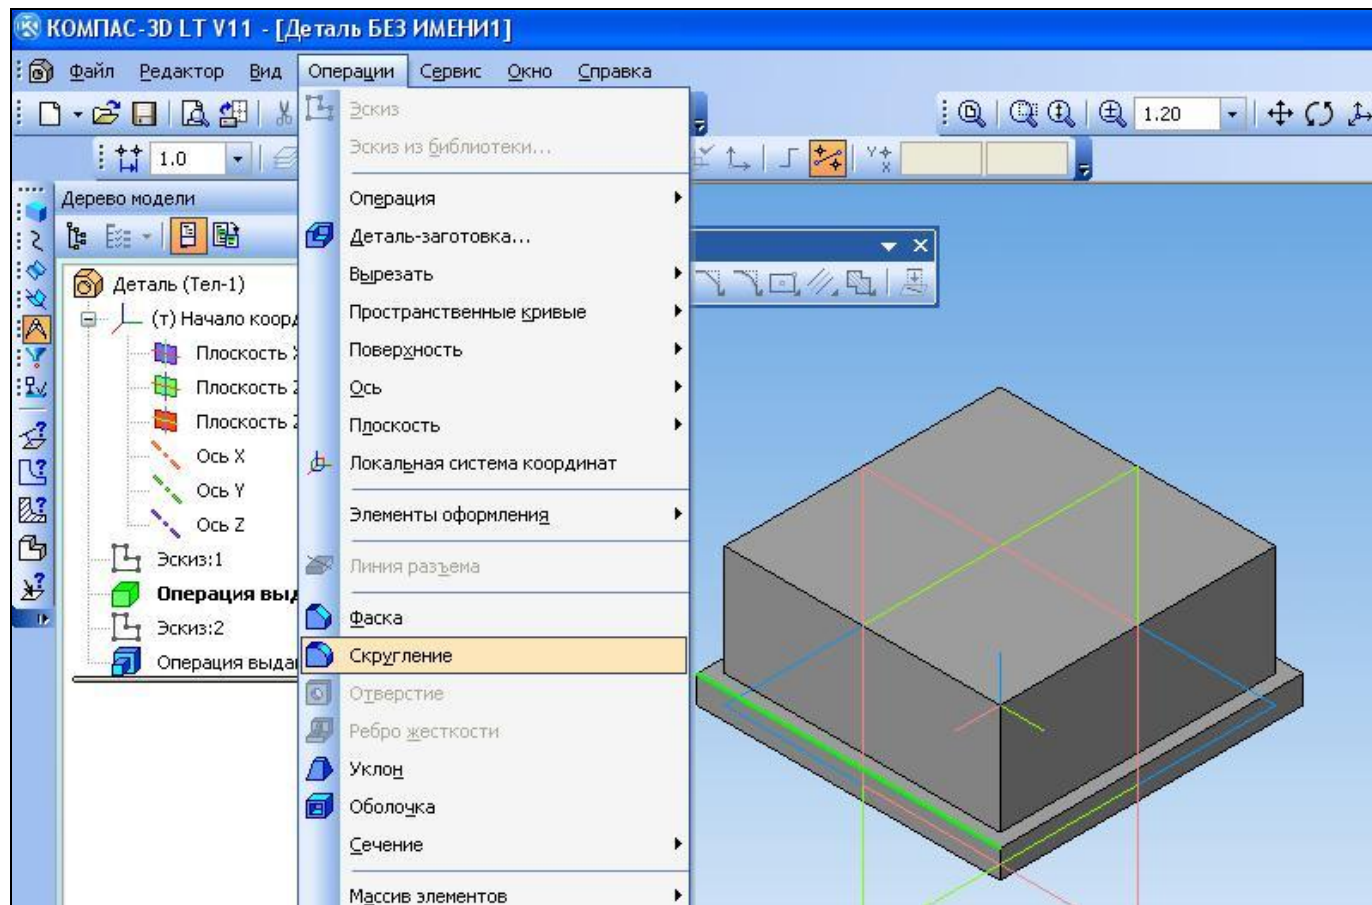 КОМПАС-3D LT V11 - [Деталь БЕЗ ИМЕНИ1]
Файл Редактор Вид Операции Сервис Окно Справка
1.20
1.0
Дерево модели
Деталь (Тел-1)
(т) Начало коорд
Плоскость
Плоскость
Плоскость
Ось X
Ось Y
Ось Z
Эскиз:1
Операция выд
Эскиз:2
Операция выда
Эскиз
Эскиз из библиотеки...
Операция
Деталь-заготовка...
Вырезать
Пространственные кривые
Поверхность
Ось
Плоскость
Локальная система координат
Элементы оформления
Линия разъема
Фаска
Скругление
Отверстие
Ребро жесткости
Уклон
Оболочка
Сечение
Массив элементов